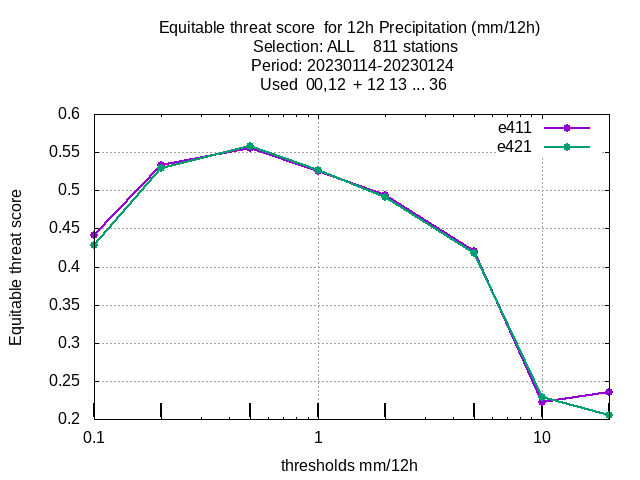 Equitable threat score  for 12h Precipitation (mm/12h)
Selection: ALL    811 stations
Period: 20230114-20230124
Used  00,12  + 12 13 ... 36
e411
e421
0.6
0.55
0.5
0.45
0.4
0.35
0.3
0.25
0.2
Equitable threat score
0.1
1
10
thresholds mm/12h